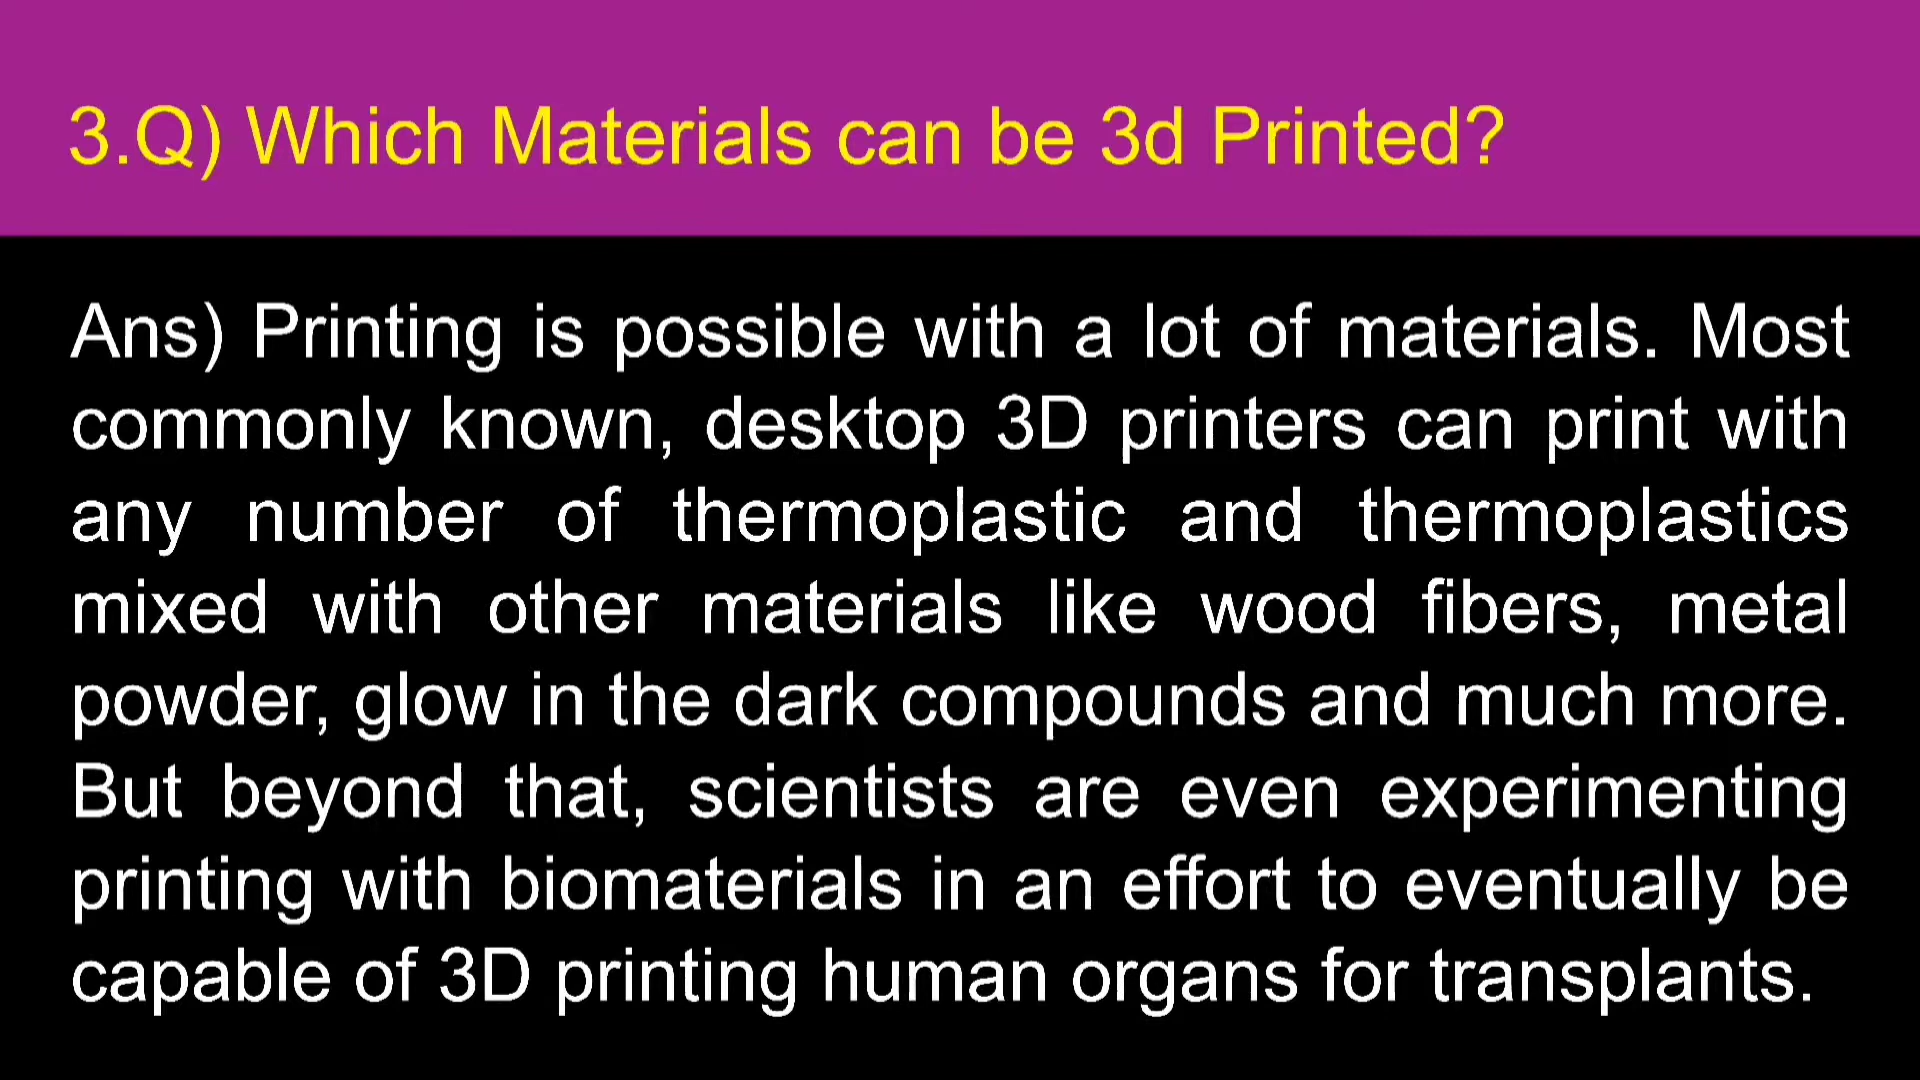 3.Q) Which Materials can be 3d Printed?
Ans) Printing is possible with a lot of materials. Most
commonly known, desktop 3D printers can print with
any number of thermoplastic and thermoplastics
mixed with other materials like wood fibers, metal
powder, glow in the dark compounds and much more.
But beyond that, scientists are even experimenting
printing with biomaterials in an effort to eventually be
capable of 3D printing human organs for transplants.